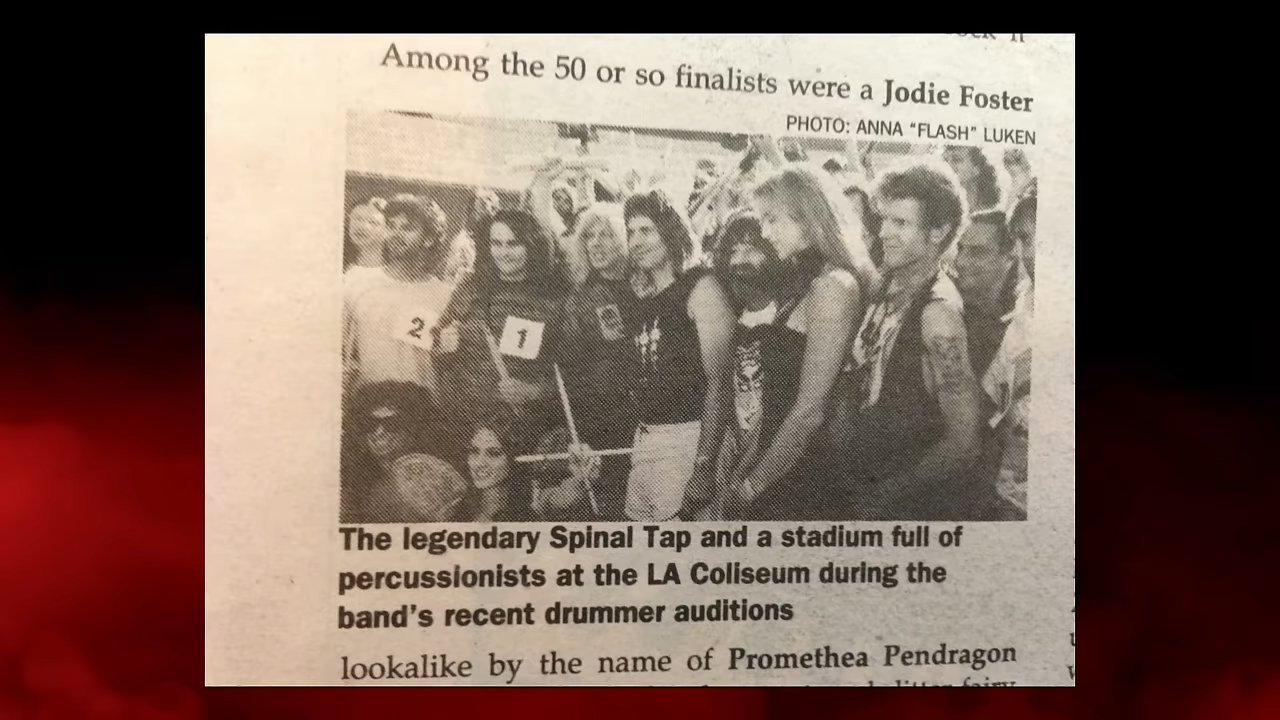 Among the 50 or so finalists were a Jodie Foster
PHOTO: ANNA "FLASH" LUKEN
2
1
The legendary Spinal Tap and a stadium full of
percussionists at the LA Coliseum during the
band's recent drummer auditions
lookalike by the name of Promethea Pendragon